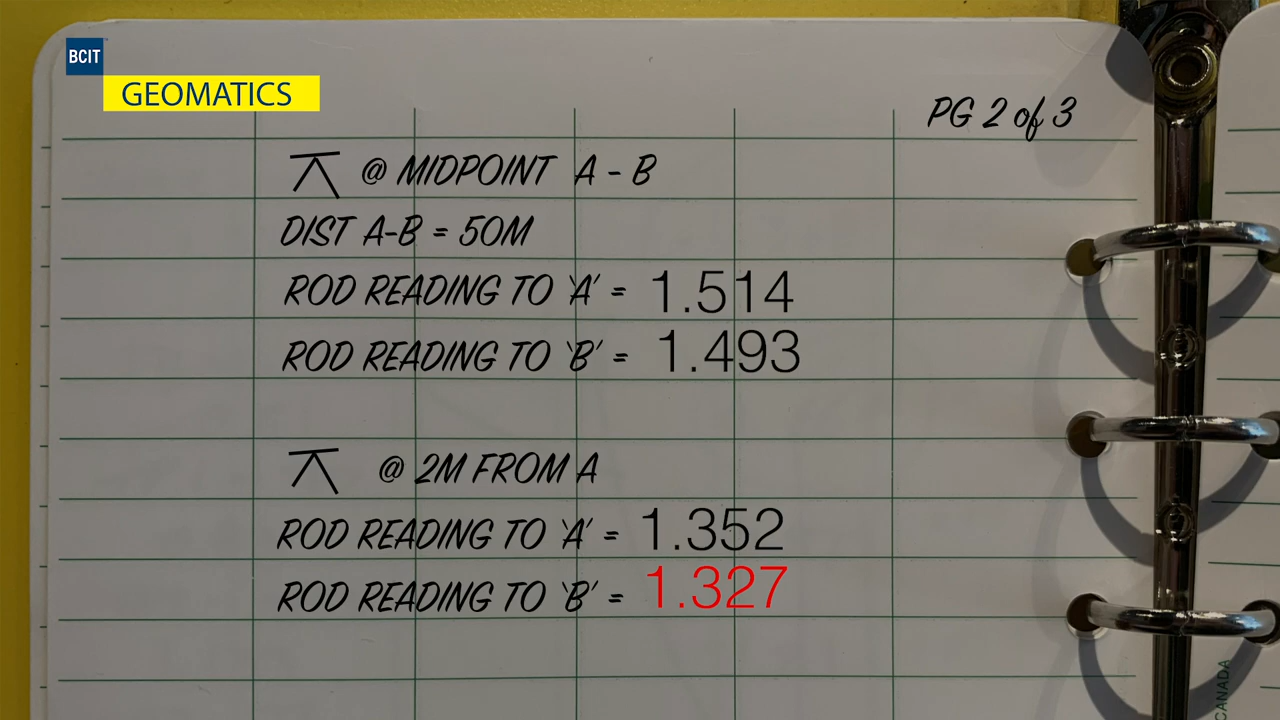 BCIT
GEOMATICS
PG 2 of 3
@ MIDPOINT A - B
DIST A-B = 50M
ROD READING TO 'A' = 1.514
ROD READING TO 'B' = 1.493
@ 2M FROM A
ROD READING TO 'A' = 1.352
ROD READING TO 'B' = 1.327
CANADA